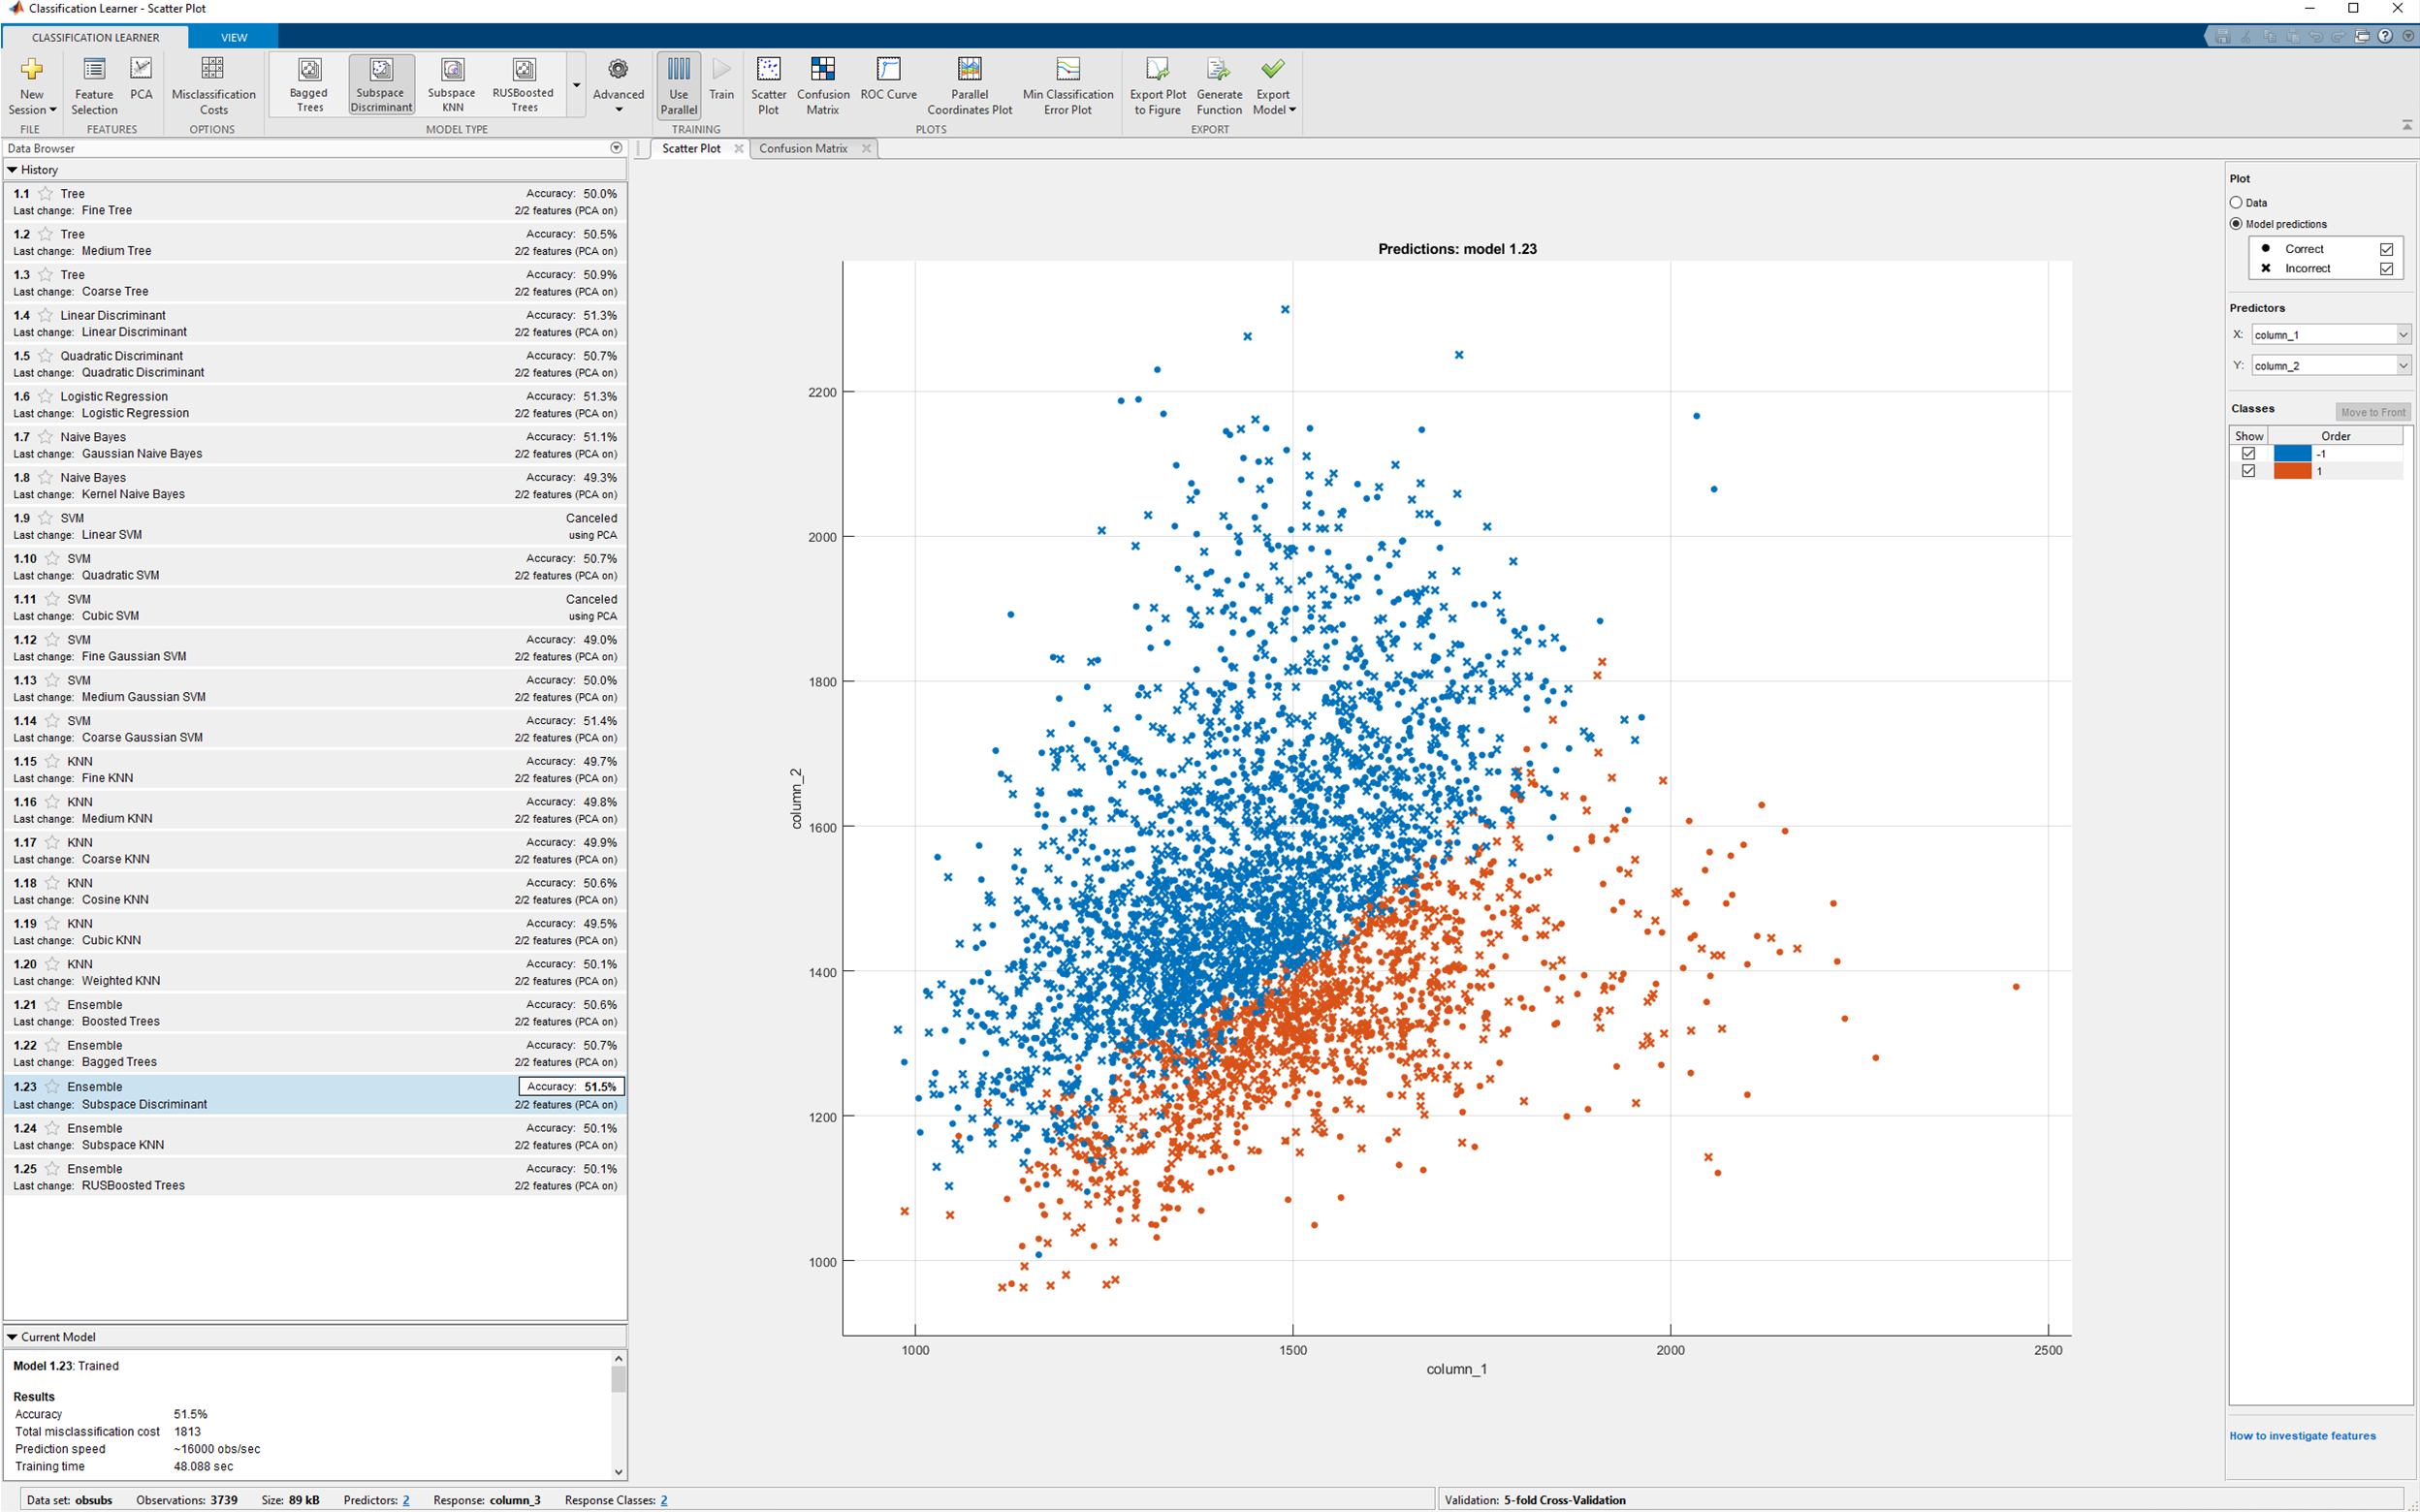 Classification Learner - Scatter Plot
CLASSIFICATION LEARNER
VIEW
New Session
Feature Selection
PCA
Misclassification Costs
Bagged Trees
Subspace Discriminant
Subspace KNN
RUSBoosted Trees
Advanced
Use Parallel
Train
Scatter Plot
Confusion Matrix
ROC Curve
Parallel Coordinates Plot
Min Classification Error Plot
Export Plot to Figure
Generate Function
Export Model
FILE
FEATURES
OPTIONS
MODEL TYPE
TRAINING
PLOTS
EXPORT
Data Browser
History
1.1 Tree Accuracy: 50.0%
Last change: Fine Tree 2/2 features (PCA on)
1.2 Tree Accuracy: 50.5%
Last change: Medium Tree 2/2 features (PCA on)
1.3 Tree Accuracy: 50.9%
Last change: Coarse Tree 2/2 features (PCA on)
1.4 Linear Discriminant Accuracy: 51.3%
Last change: Linear Discriminant 2/2 features (PCA on)
1.5 Quadratic Discriminant Accuracy: 50.7%
Last change: Quadratic Discriminant 2/2 features (PCA on)
1.6 Logistic Regression Accuracy: 51.3%
Last change: Logistic Regression 2/2 features (PCA on)
1.7 Naive Bayes Accuracy: 51.1%
Last change: Gaussian Naive Bayes 2/2 features (PCA on)
1.8 Naive Bayes Accuracy: 49.3%
Last change: Kernel Naive Bayes 2/2 features (PCA on)
1.9 SVM Canceled
Last change: Linear SVM using PCA
1.10 SVM Accuracy: 50.7%
Last change: Quadratic SVM 2/2 features (PCA on)
1.11 SVM Canceled
Last change: Cubic SVM using PCA
1.12 SVM Accuracy: 49.0%
Last change: Fine Gaussian SVM 2/2 features (PCA on)
1.13 SVM Accuracy: 50.0%
Last change: Medium Gaussian SVM 2/2 features (PCA on)
1.14 SVM Accuracy: 51.4%
Last change: Coarse Gaussian SVM 2/2 features (PCA on)
1.15 KNN Accuracy: 49.7%
Last change: Fine KNN 2/2 features (PCA on)
1.16 KNN Accuracy: 49.8%
Last change: Medium KNN 2/2 features (PCA on)
1.17 KNN Accuracy: 49.9%
Last change: Coarse KNN 2/2 features (PCA on)
1.18 KNN Accuracy: 50.6%
Last change: Cosine KNN 2/2 features (PCA on)
1.19 KNN Accuracy: 49.5%
Last change: Cubic KNN 2/2 features (PCA on)
1.20 KNN Accuracy: 50.1%
Last change: Weighted KNN 2/2 features (PCA on)
1.21 Ensemble Accuracy: 50.6%
Last change: Boosted Trees 2/2 features (PCA on)
1.22 Ensemble Accuracy: 50.7%
Last change: Bagged Trees 2/2 features (PCA on)
1.23 Ensemble Accuracy: 51.5%
Last change: Subspace Discriminant 2/2 features (PCA on)
1.24 Ensemble Accuracy: 50.1%
Last change: Subspace KNN 2/2 features (PCA on)
1.25 Ensemble Accuracy: 50.1%
Last change: RUSBoosted Trees 2/2 features (PCA on)
Current Model
Model 1.23: Trained
Results
Accuracy 51.5%
Total misclassification cost 1813
Prediction speed ~16000 obs/sec
Training time 48.088 sec
Scatter Plot
Confusion Matrix
Predictions: model 1.23
2200
2000
1800
1600
1400
1200
1000
column_2
1000 1500 2000 2500
column_1
Plot
Data
Model predictions
Correct
Incorrect
Predictors
X: column_1
Y: column_2
Classes
Move to Front
Show Order
-1
1
How to investigate features
Data set: obsubs Observations: 3739 Size: 89 kB Predictors: 2 Response: column_3 Response Classes: 2
Validation: 5-fold Cross-Validation